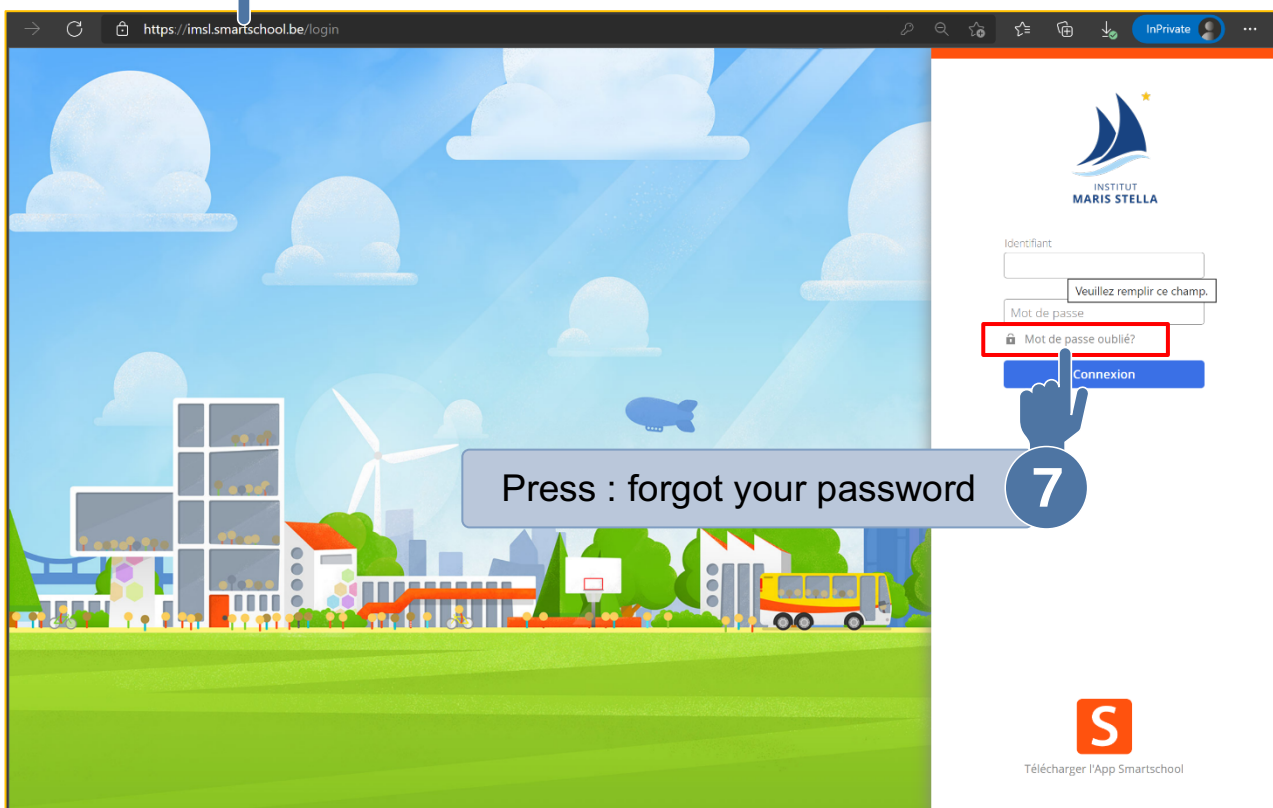 https://imsl.smartschool.be/login
InPrivate
INSTITUT
MARIS STELLA
Identifiant
Veuillez remplir ce champ.
Mot de passe
Mot de passe oublié?
Connexion
Press : forgot your password
7
S
Télécharger l'App Smartschool